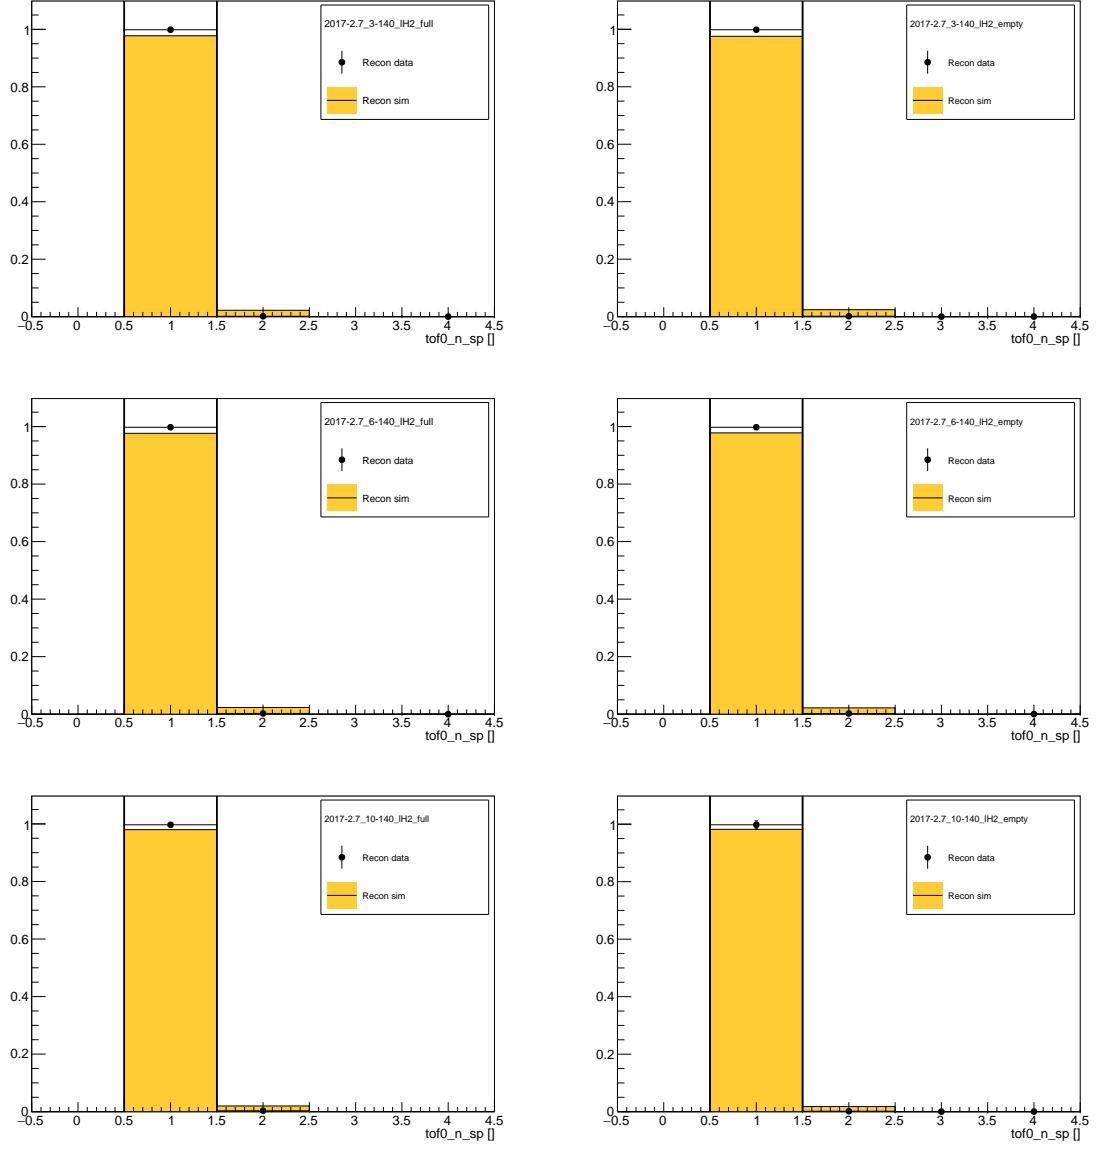 2017-2.7_3-140_lH2_full
Recon data
Recon sim
1
0.8
0.6
0.4
0.2
0
−0.5 0 0.5 1 1.5 2 2.5 3 3.5 4 4.5
tof0_n_sp []
2017-2.7_3-140_lH2_empty
Recon data
Recon sim
1
0.8
0.6
0.4
0.2
0
−0.5 0 0.5 1 1.5 2 2.5 3 3.5 4 4.5
tof0_n_sp []
2017-2.7_6-140_lH2_full
Recon data
Recon sim
1
0.8
0.6
0.4
0.2
0
−0.5 0 0.5 1 1.5 2 2.5 3 3.5 4 4.5
tof0_n_sp []
2017-2.7_6-140_lH2_empty
Recon data
Recon sim
1
0.8
0.6
0.4
0.2
0
−0.5 0 0.5 1 1.5 2 2.5 3 3.5 4 4.5
tof0_n_sp []
2017-2.7_10-140_lH2_full
Recon data
Recon sim
1
0.8
0.6
0.4
0.2
0
−0.5 0 0.5 1 1.5 2 2.5 3 3.5 4 4.5
tof0_n_sp []
2017-2.7_10-140_lH2_empty
Recon data
Recon sim
1
0.8
0.6
0.4
0.2
0
−0.5 0 0.5 1 1.5 2 2.5 3 3.5 4 4.5
tof0_n_sp []